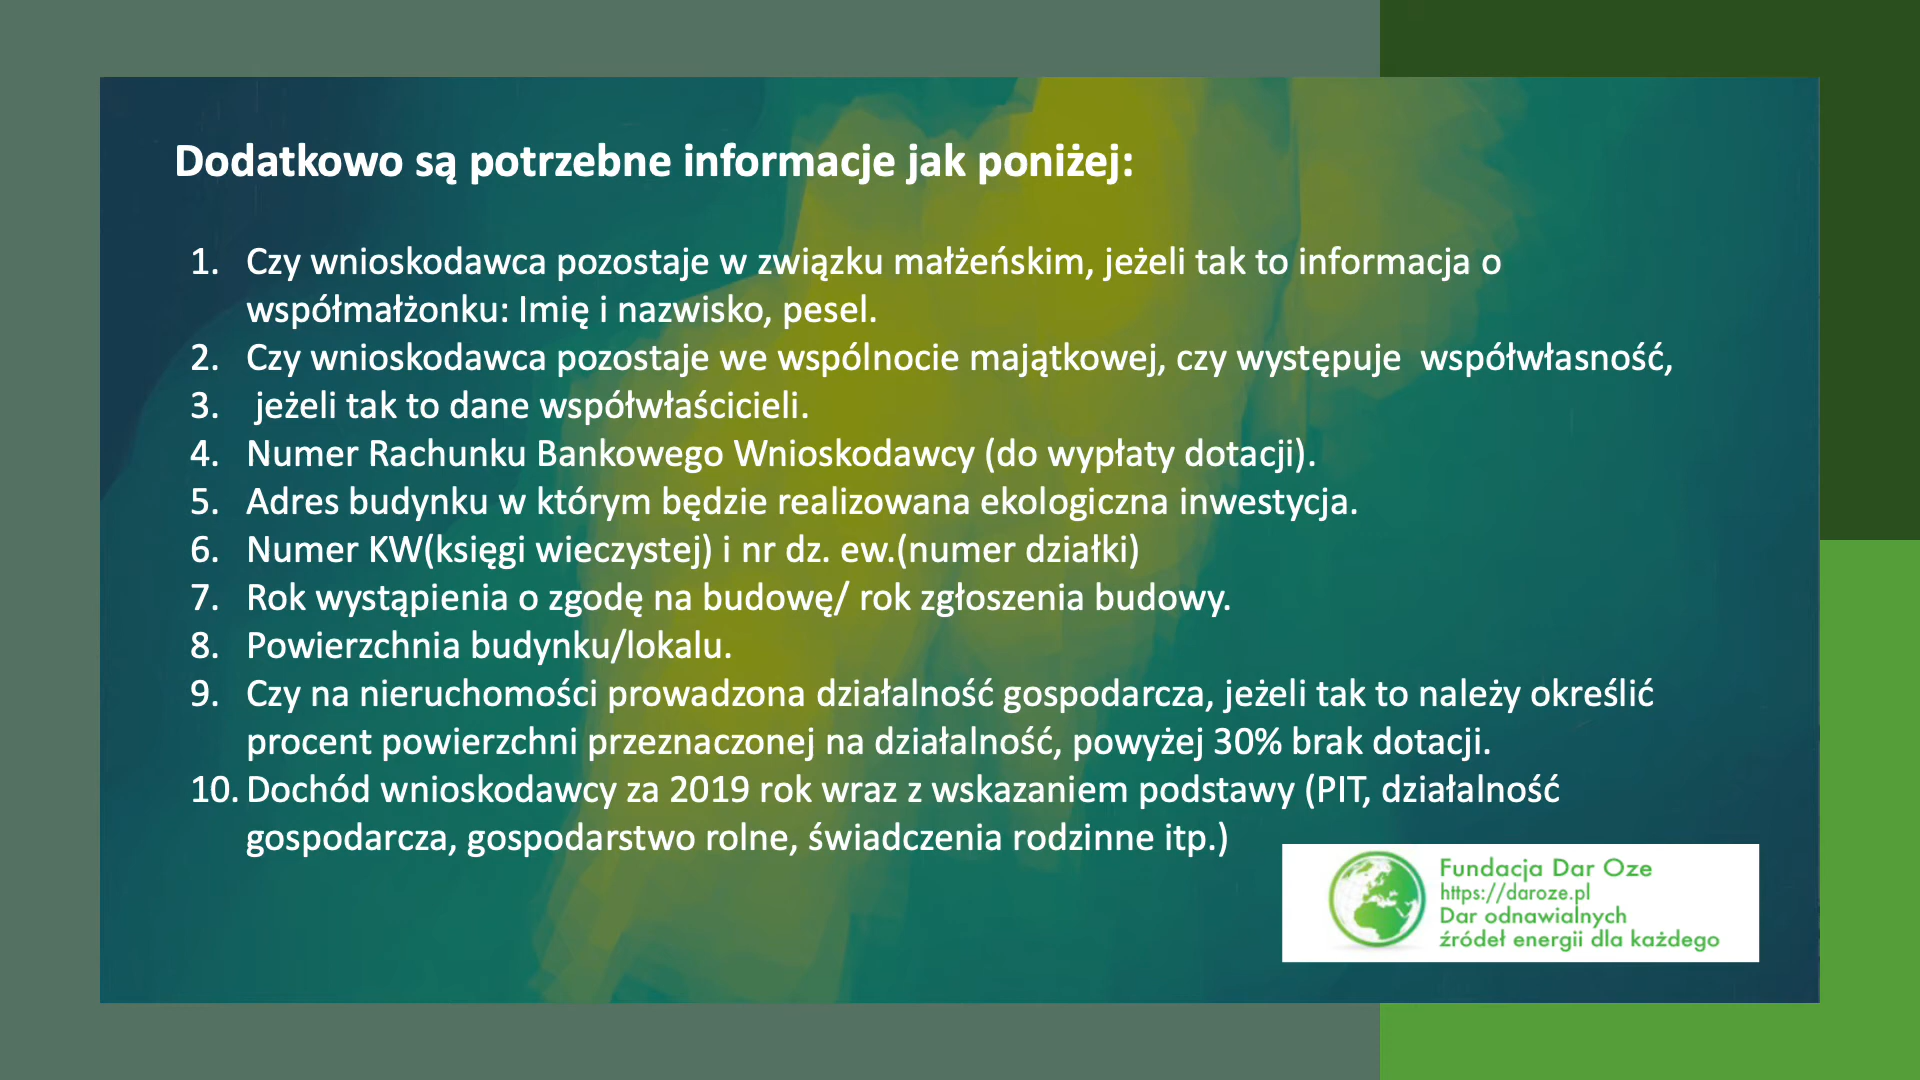 Dodatkowo są potrzebne informacje jak poniżej:
1. Czy wnioskodawca pozostaje w związku małżeńskim, jeżeli tak to informacja o
współmałżonku: Imię i nazwisko, pesel.
2. Czy wnioskodawca pozostaje we wspólnocie majątkowej, czy występuje  współwłasność,
3. jeżeli tak to dane współwłaścicieli.
4. Numer Rachunku Bankowego Wnioskodawcy (do wypłaty dotacji).
5. Adres budynku w którym będzie realizowana ekologiczna inwestycja.
6. Numer KW(księgi wieczystej) i nr dz. ew.(numer działki)
7. Rok wystąpienia o zgodę na budowę/ rok zgłoszenia budowy.
8. Powierzchnia budynku/lokalu.
9. Czy na nieruchomości prowadzona działalność gospodarcza, jeżeli tak to należy określić
procent powierzchni przeznaczonej na działalność, powyżej 30% brak dotacji.
10. Dochód wnioskodawcy za 2019 rok wraz z wskazaniem podstawy (PIT, działalność
gospodarcza, gospodarstwo rolne, świadczenia rodzinne itp.)
Fundacja Dar Oze
https://daroze.pl
Dar odnawialnych
źródeł energii dla każdego